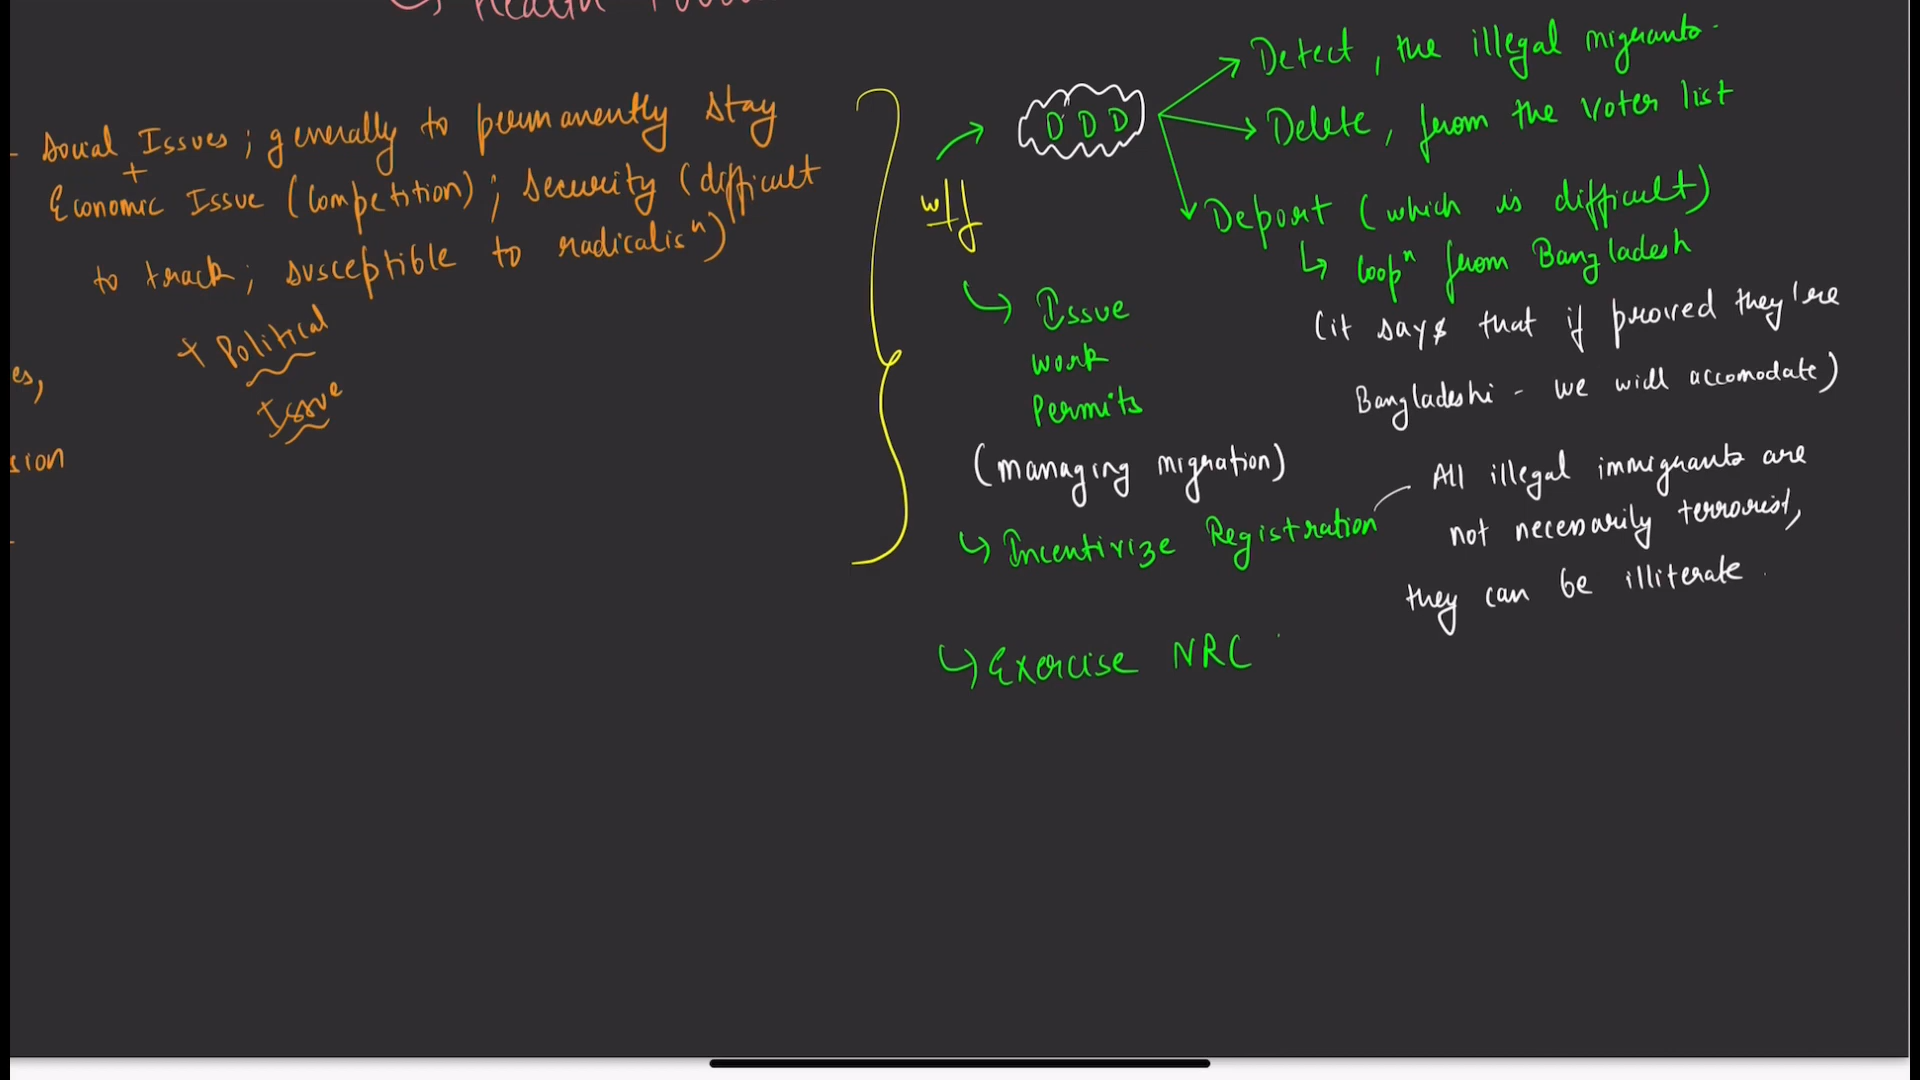 ↳ Health
- Social Issues ; generally to permanently stay
+
Economic Issue (Competition) ; security (difficult
to track ; susceptible to radicalisⁿ)
+ Political
Issue
es,
sion
w/f
D D D
Detect, the illegal migrants.
Delete, from the voter list
Deport (which is difficult)
↳ coopⁿ from Bangladesh
(it says that if proved they're
Bangladeshi - we will accomodate)
↳ Issue
work
Permits
(managing migration)
↳ Incentivize Registration
All illegal immigrants are
not necessarily terrorist,
they can be illiterate.
↳ Exercise NRC